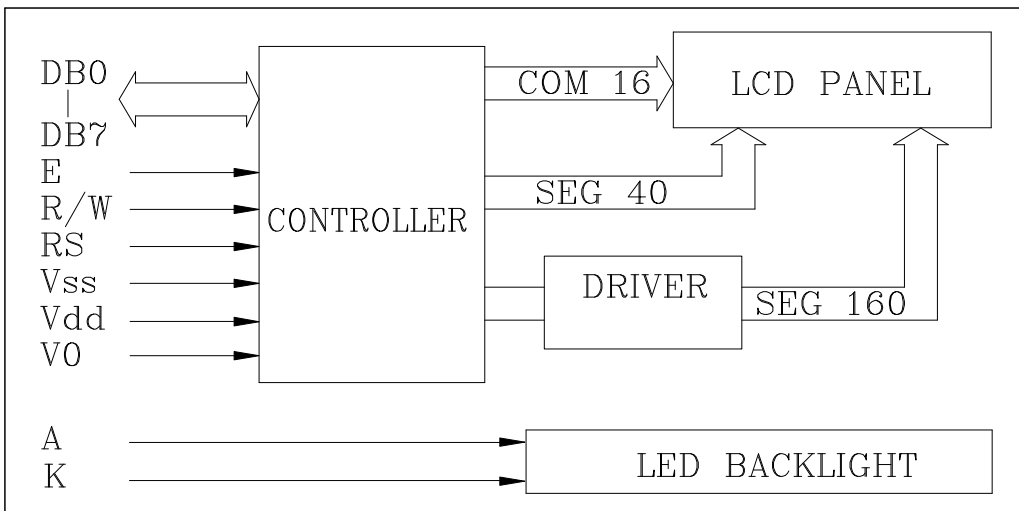 DB0
|
DB7
E
R/W
RS
Vss
Vdd
V0
A
K
CONTROLLER
COM 16
SEG 40
DRIVER
SEG 160
LCD PANEL
LED BACKLIGHT